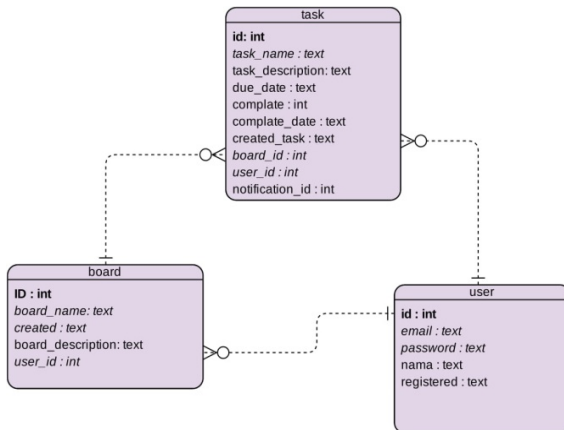 task
id: int
task_name : text
task_description: text
due_date : text
complate : int
complate_date : text
created_task : text
board_id : int
user_id : int
notification_id : int
board
ID : int
board_name: text
created : text
board_description: text
user_id : int
user
id : int
email : text
password : text
nama : text
registered : text